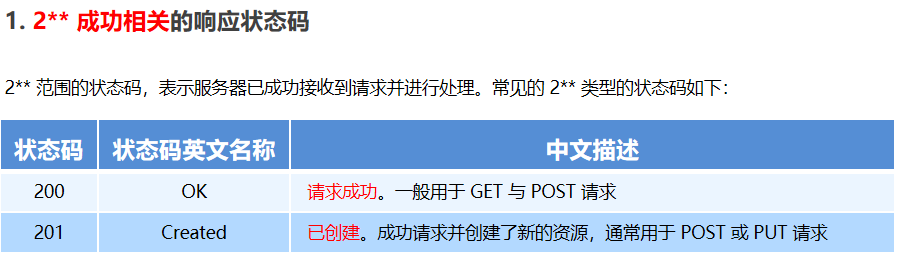 1. 2** 成功相关的响应状态码
2** 范围的状态码，表示服务器已成功接收到请求并进行处理。常见的 2** 类型的状态码如下：
状态码 状态码英文名称 中文描述
200 OK 请求成功。一般用于 GET 与 POST 请求
201 Created 已创建。成功请求并创建了新的资源，通常用于 POST 或 PUT 请求